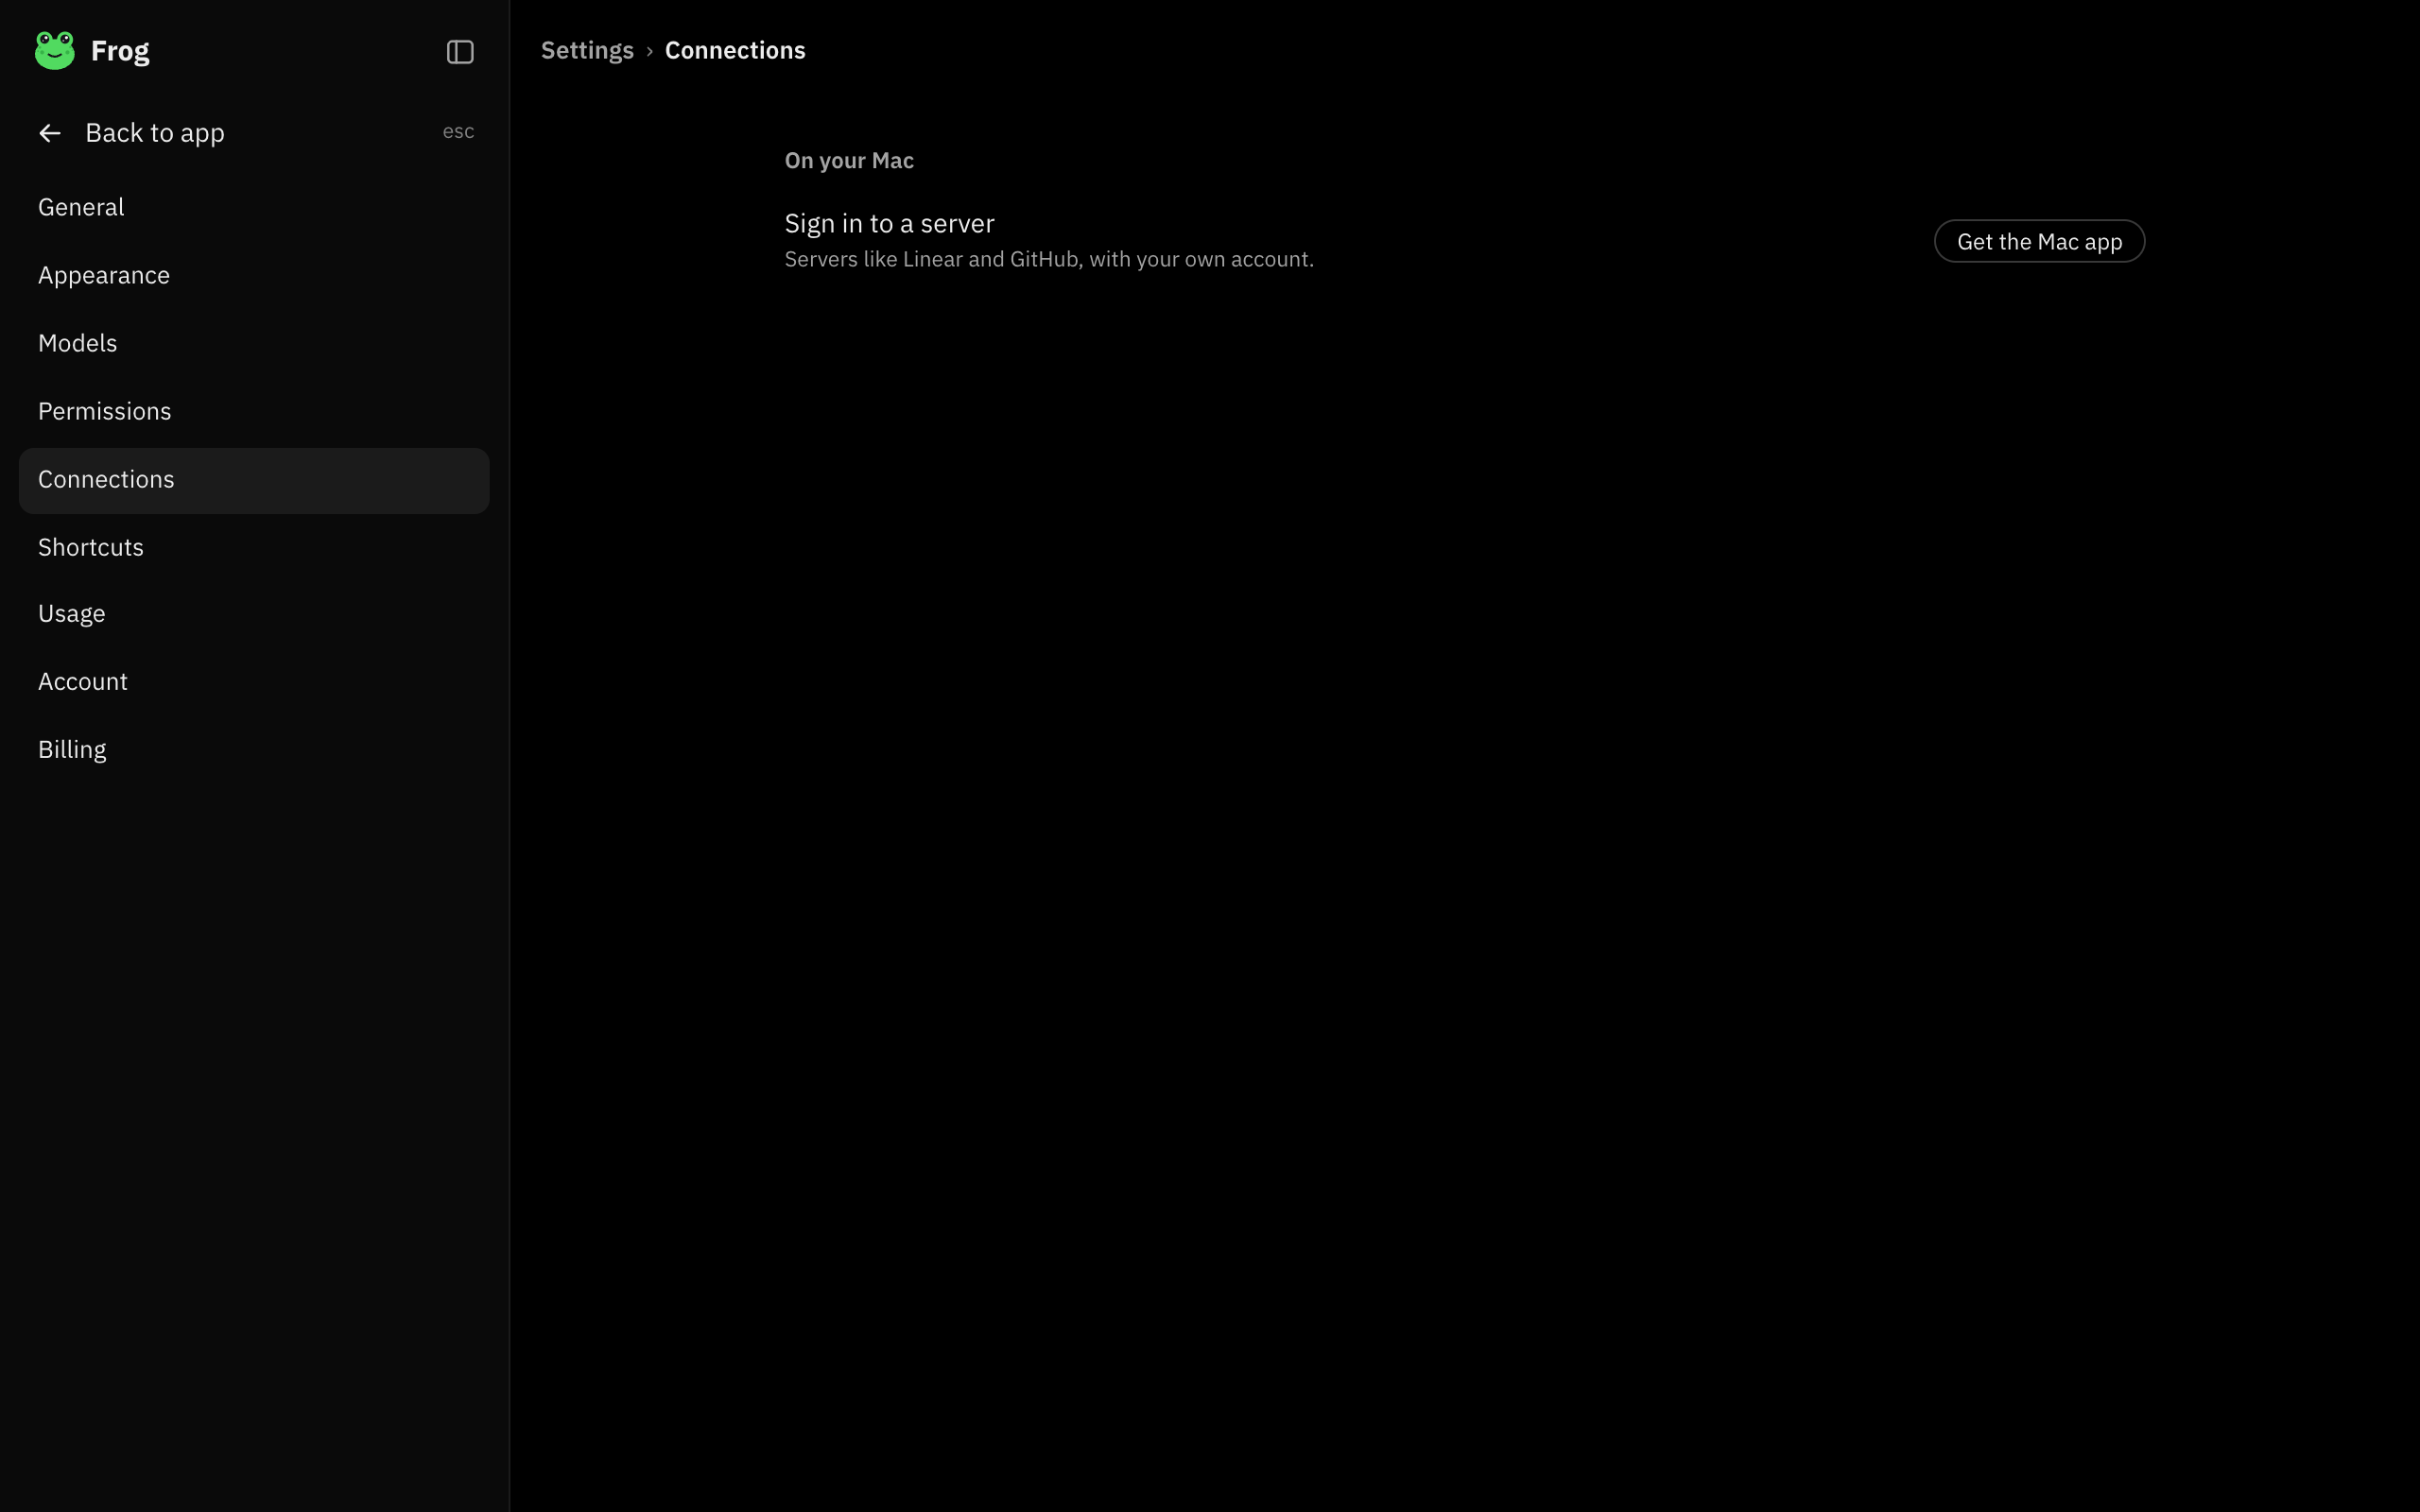 Frog
Back to app
esc
General
Appearance
Models
Permissions
Connections
Shortcuts
Usage
Account
Billing
Settings › Connections
On your Mac
Sign in to a server
Servers like Linear and GitHub, with your own account.
Get the Mac app